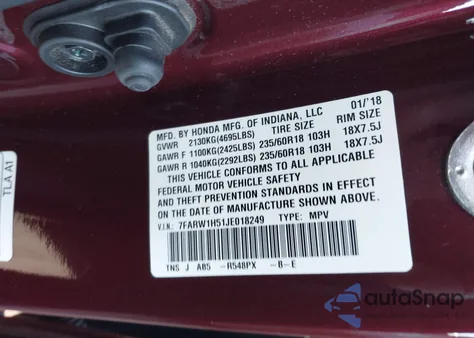 MFD. BY HONDA MFG. OF INDIANA, LLC 01/'18
GVWR 2130KG(4695LBS) TIRE SIZE RIM SIZE
GAWR F 1100KG(2425LBS) 235/60R18 103H 18X7.5J
GAWR R 1040KG(2292LBS) 235/60R18 103H 18X7.5J
THIS VEHICLE CONFORMS TO ALL APPLICABLE
FEDERAL MOTOR VEHICLE SAFETY
AND THEFT PREVENTION STANDARDS IN EFFECT
ON THE DATE OF MANUFACTURE SHOWN ABOVE.
V.I.N: 7FARW1H51JE018249 TYPE: MPV
TNS J A85 -R548PX -B-E
TLA A1
autoSnap